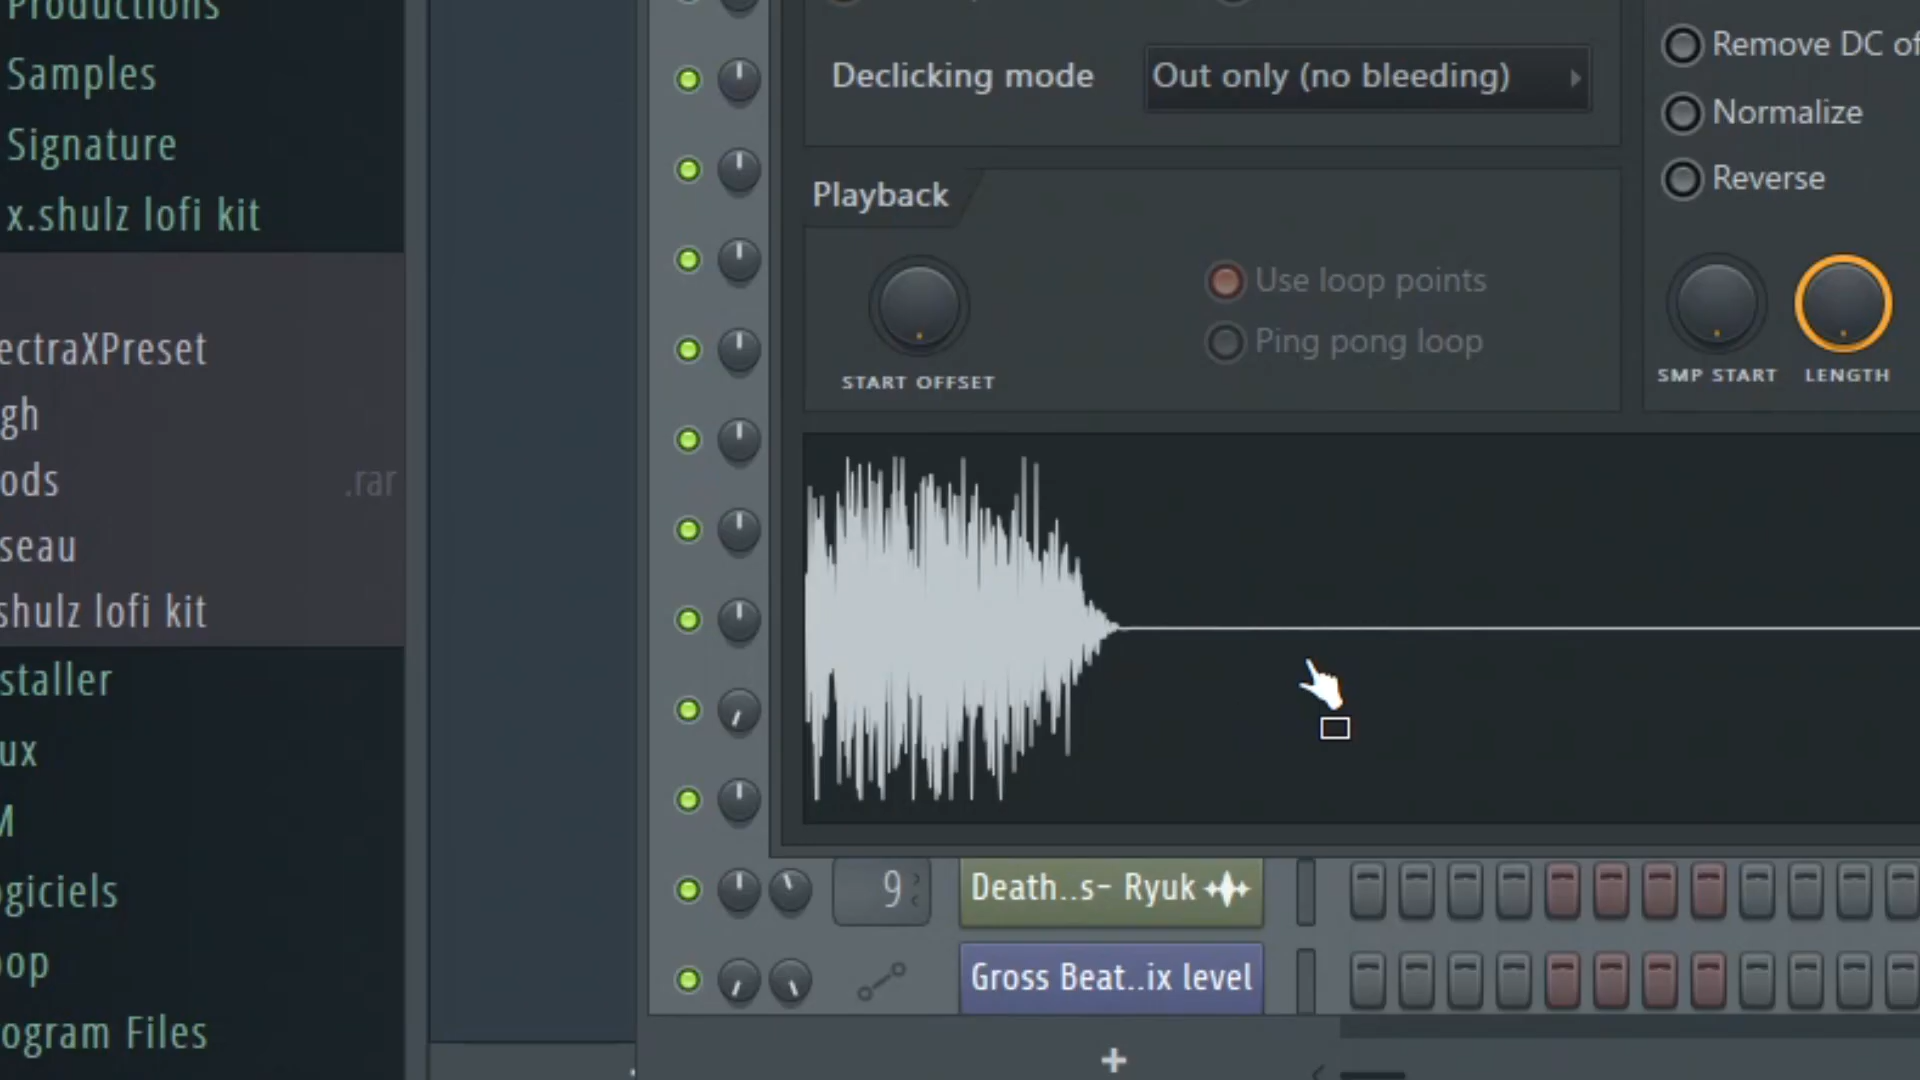 Productions
Samples
Signature
x.shulz lofi kit
ectraXPreset
gh
ods .rar
seau
shulz lofi kit
staller
ux
M
giciels
op
ogram Files
Declicking mode Out only (no bleeding)
Remove DC of
Normalize
Reverse
Playback
Use loop points
Ping pong loop
START OFFSET
SMP START LENGTH
9 Death..s- Ryuk
Gross Beat..ix level
+